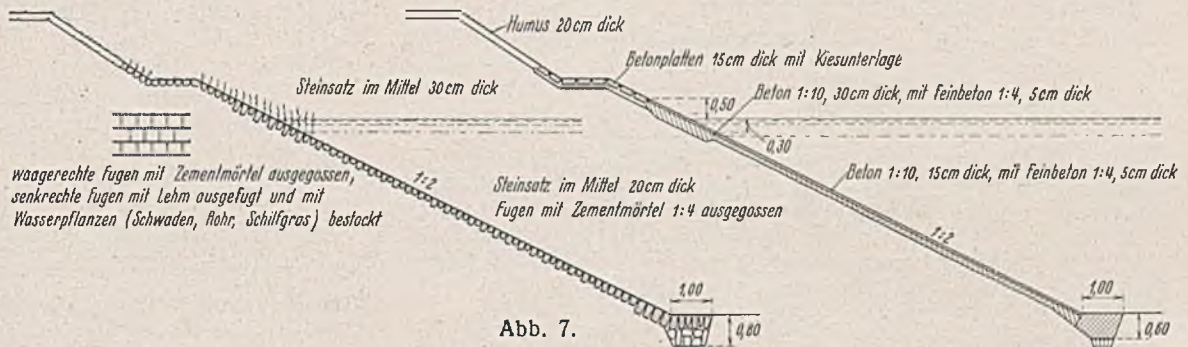 Humus 20cm dick
Betonplatten 15cm dick mit Kiesunterlage
Steinsatz im Mittel 30cm dick
Beton 1:10, 30cm dick, mit Feinbeton 1:4, 5cm dick
0,50
0,30
waagerechte Fugen mit Zementmörtel ausgegossen,
senkrechte Fugen mit Lehm ausgefugt und mit
Wasserpflanzen (Schwaden, Rohr, Schilfgras) bestockt
1:2
Steinsatz im Mittel 20cm dick
Fugen mit Zementmörtel 1:4 ausgegossen
Beton 1:10, 15cm dick, mit Feinbeton 1:4, 5cm dick
1:2
1,00
0,80
1,00
0,60
Abb. 7.